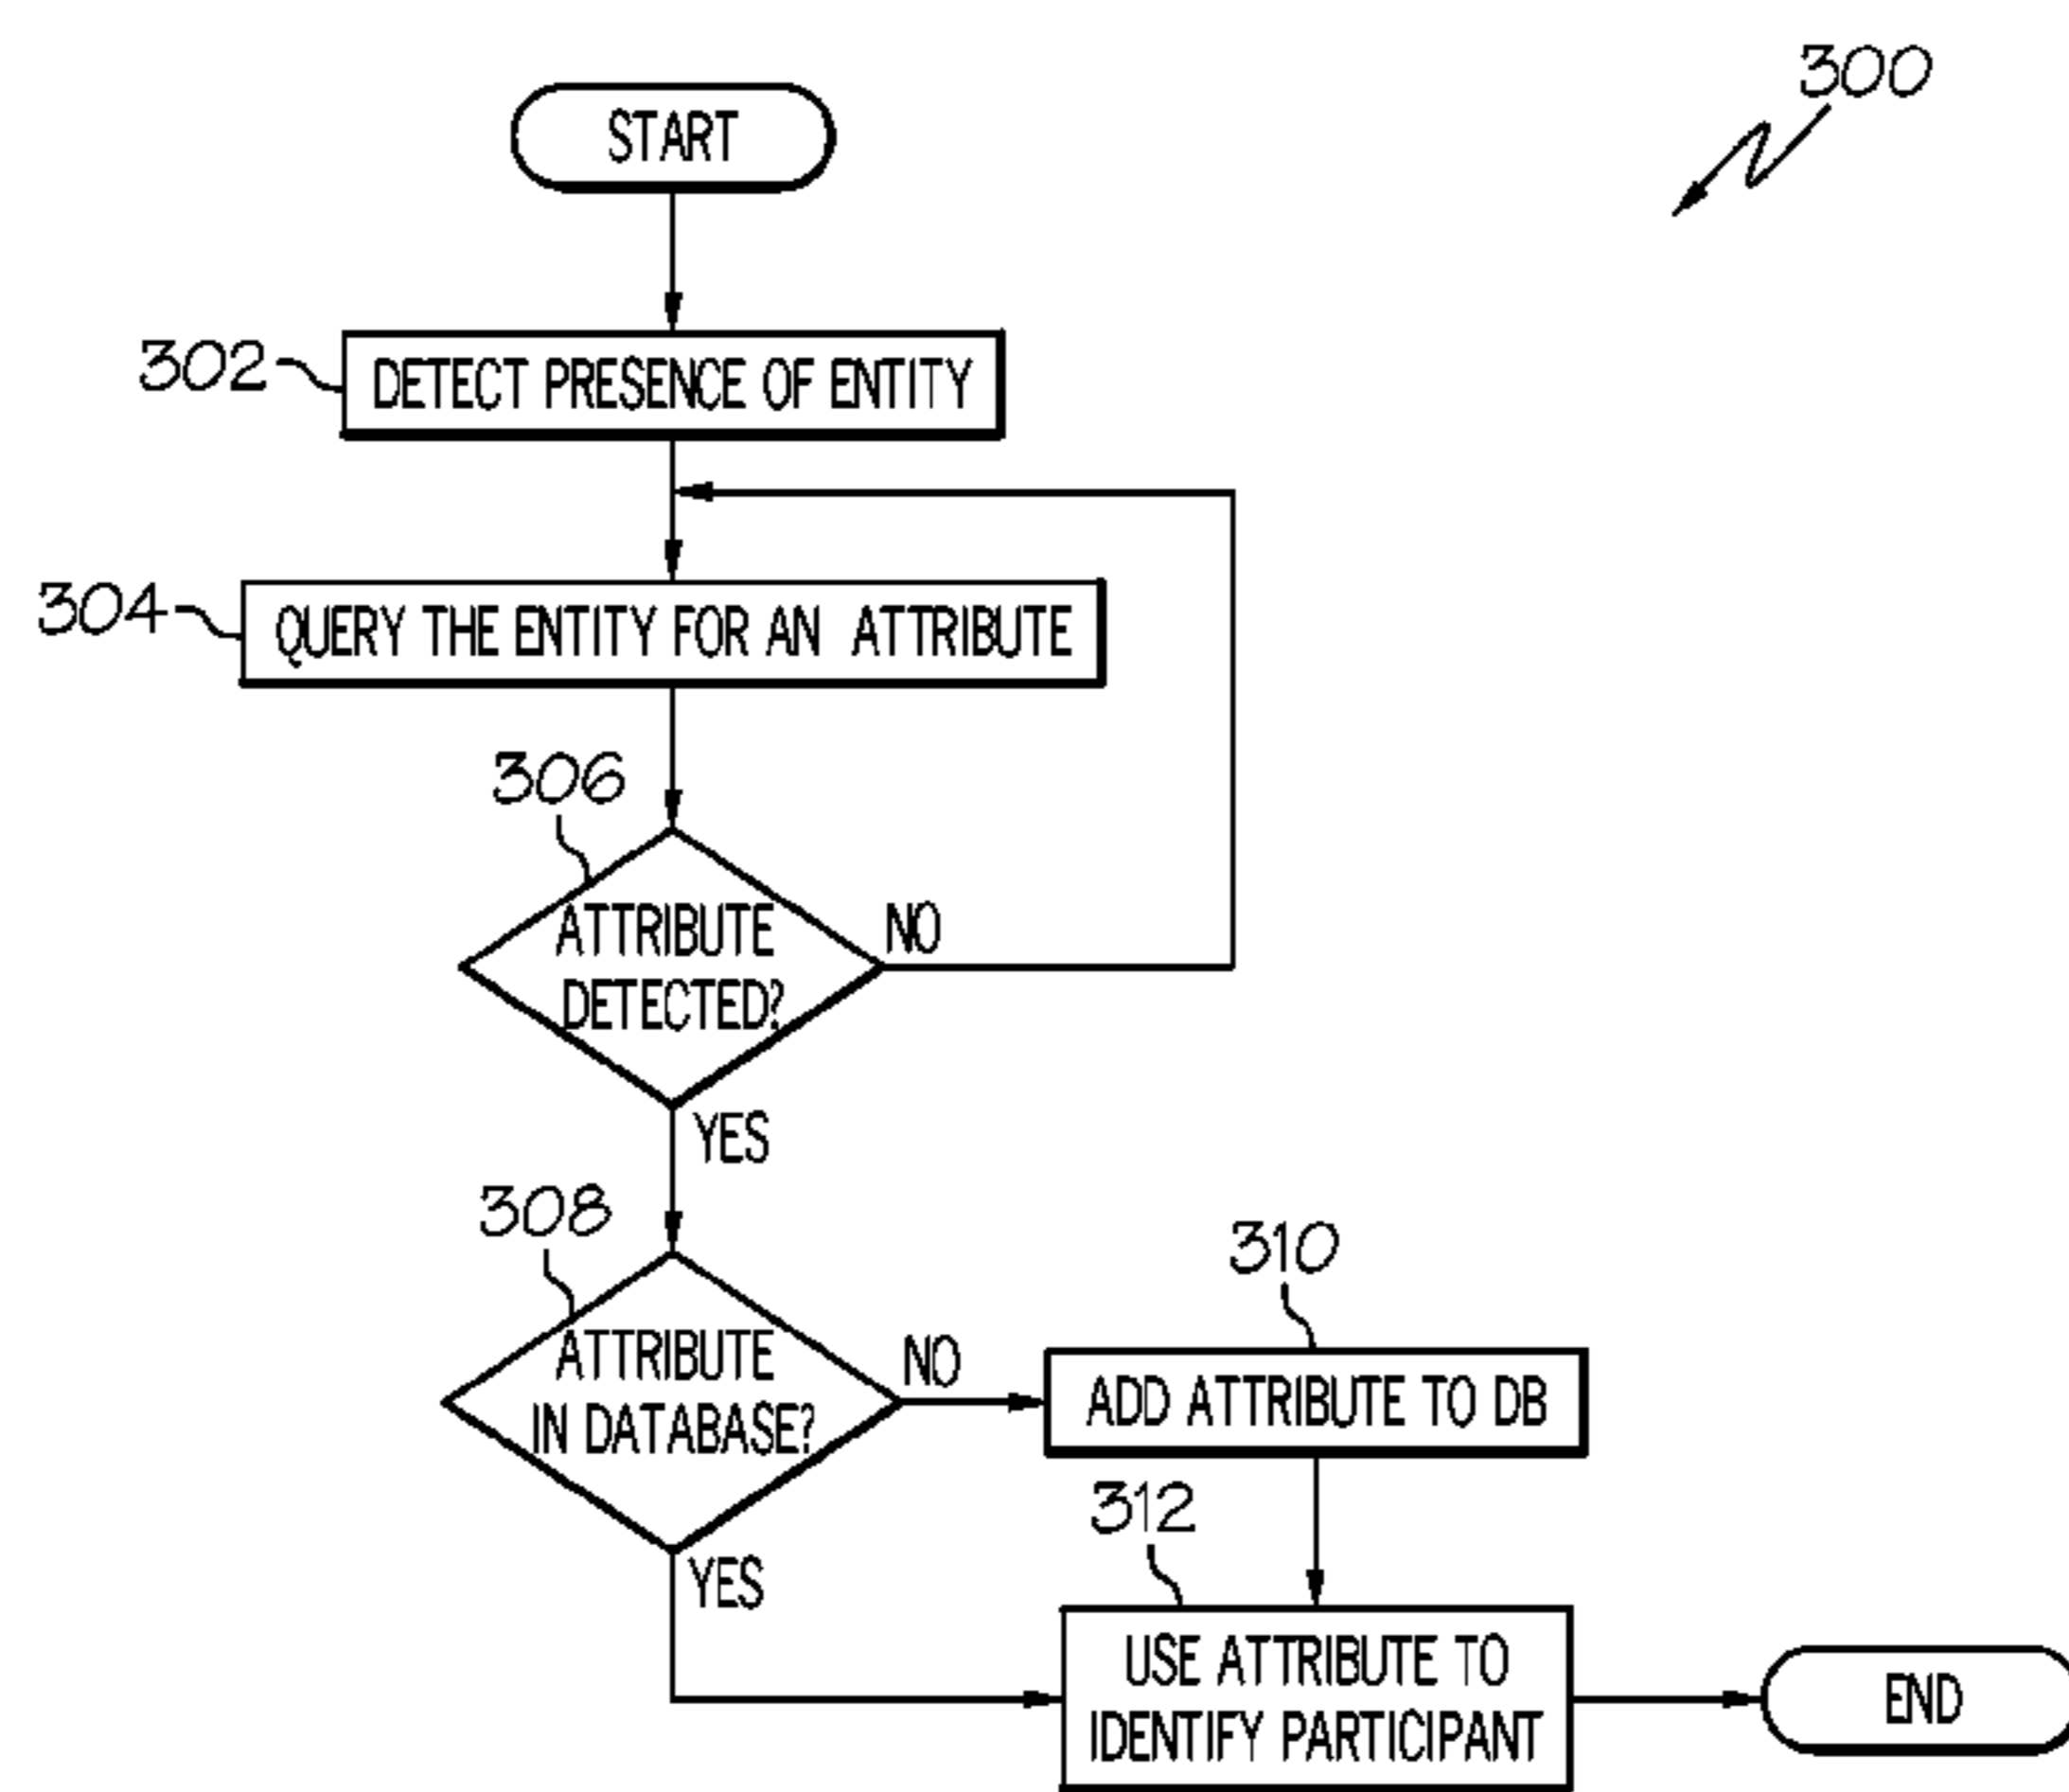 300
START
302
DETECT PRESENCE OF ENTITY
304
QUERY THE ENTITY FOR AN ATTRIBUTE
306
ATTRIBUTE
DETECTED?
NO
YES
308
ATTRIBUTE
IN DATABASE?
NO
YES
310
ADD ATTRIBUTE TO DB
312
USE ATTRIBUTE TO
IDENTIFY PARTICIPANT
END